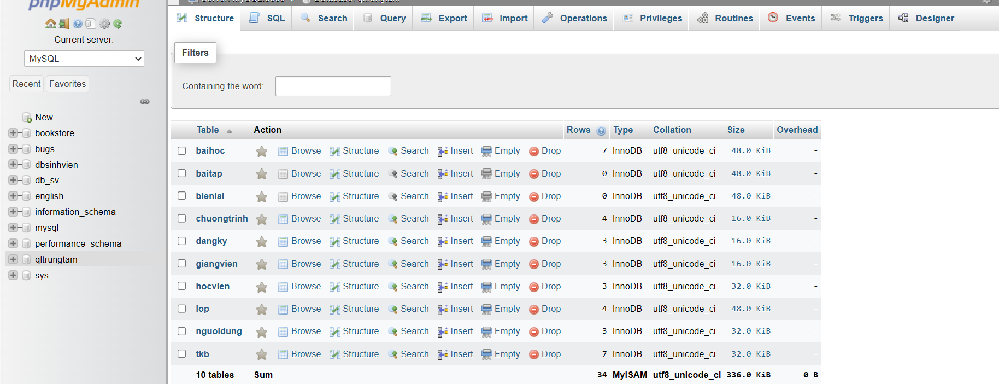 phpMyAdmin
Server: MySQL:3306 » Database: qltrungtam
Current server:
MySQL
Recent Favorites
New
bookstore
bugs
dbsinhvien
db_sv
english
information_schema
mysql
performance_schema
qltrungtam
sys
Structure SQL Search Query Export Import Operations Privileges Routines Events Triggers Designer
Filters
Containing the word:
Table Action Rows Type Collation Size Overhead
baihoc Browse Structure Search Insert Empty Drop 7 InnoDB utf8_unicode_ci 48.0 KiB -
baitap Browse Structure Search Insert Empty Drop 0 InnoDB utf8_unicode_ci 48.0 KiB -
bienlai Browse Structure Search Insert Empty Drop 0 InnoDB utf8_unicode_ci 48.0 KiB -
chuongtrinh Browse Structure Search Insert Empty Drop 4 InnoDB utf8_unicode_ci 16.0 KiB -
dangky Browse Structure Search Insert Empty Drop 3 InnoDB utf8_unicode_ci 16.0 KiB -
giangvien Browse Structure Search Insert Empty Drop 3 InnoDB utf8_unicode_ci 16.0 KiB -
hocvien Browse Structure Search Insert Empty Drop 3 InnoDB utf8_unicode_ci 32.0 KiB -
lop Browse Structure Search Insert Empty Drop 4 InnoDB utf8_unicode_ci 48.0 KiB -
nguoidung Browse Structure Search Insert Empty Drop 3 InnoDB utf8_unicode_ci 32.0 KiB -
tkb Browse Structure Search Insert Empty Drop 7 InnoDB utf8_unicode_ci 32.0 KiB -
10 tables Sum 34 MyISAM utf8_unicode_ci 336.0 KiB 0 B